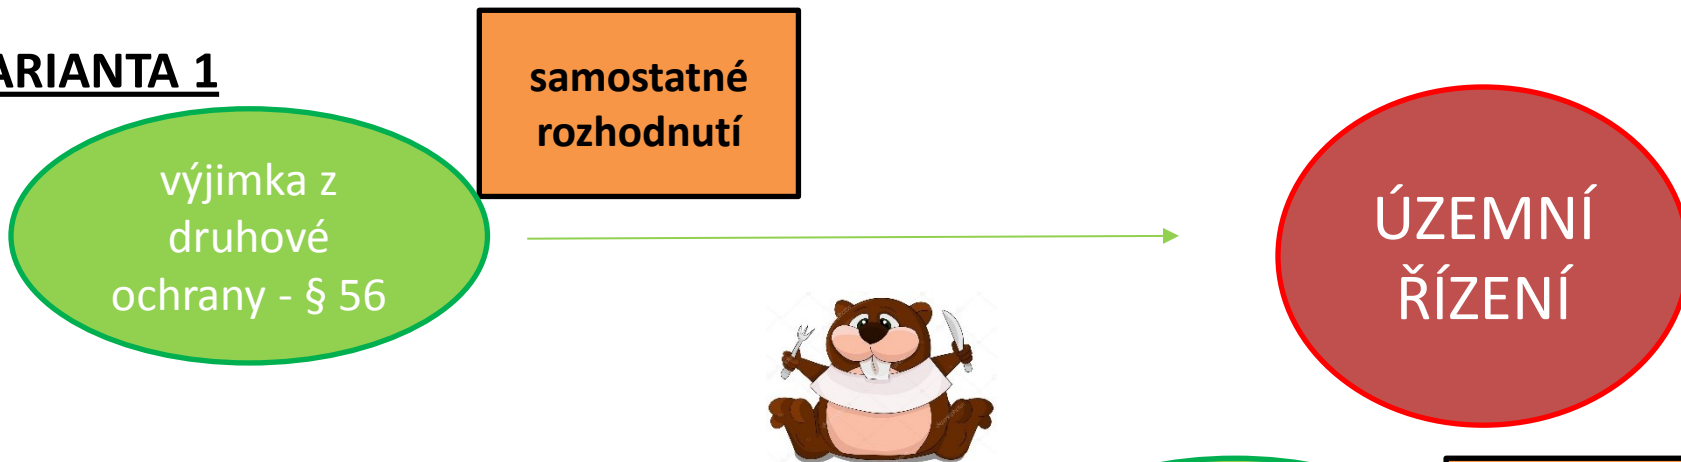 ARIANTA 1
samostatné
rozhodnutí
výjimka z
druhové
ochrany - § 56
ÚZEMNÍ
ŘÍZENÍ